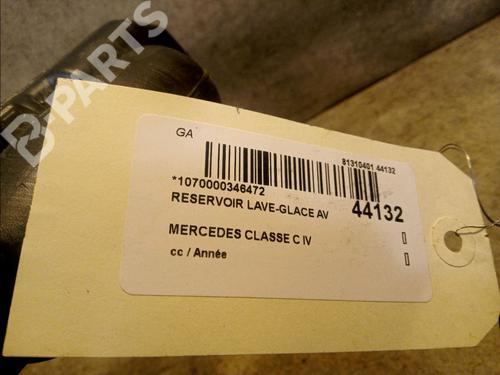 B-PARTS
GA
81310401 44132
*1070000346472
RESERVOIR LAVE-GLACE AV 44132
MERCEDES CLASSE C IV
cc / Année